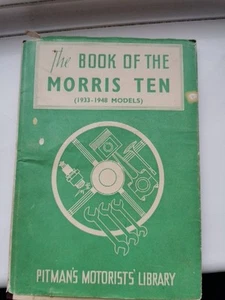 The BOOK OF THE
MORRIS TEN
(1933-1948 MODELS)
PITMAN'S MOTORISTS' LIBRARY